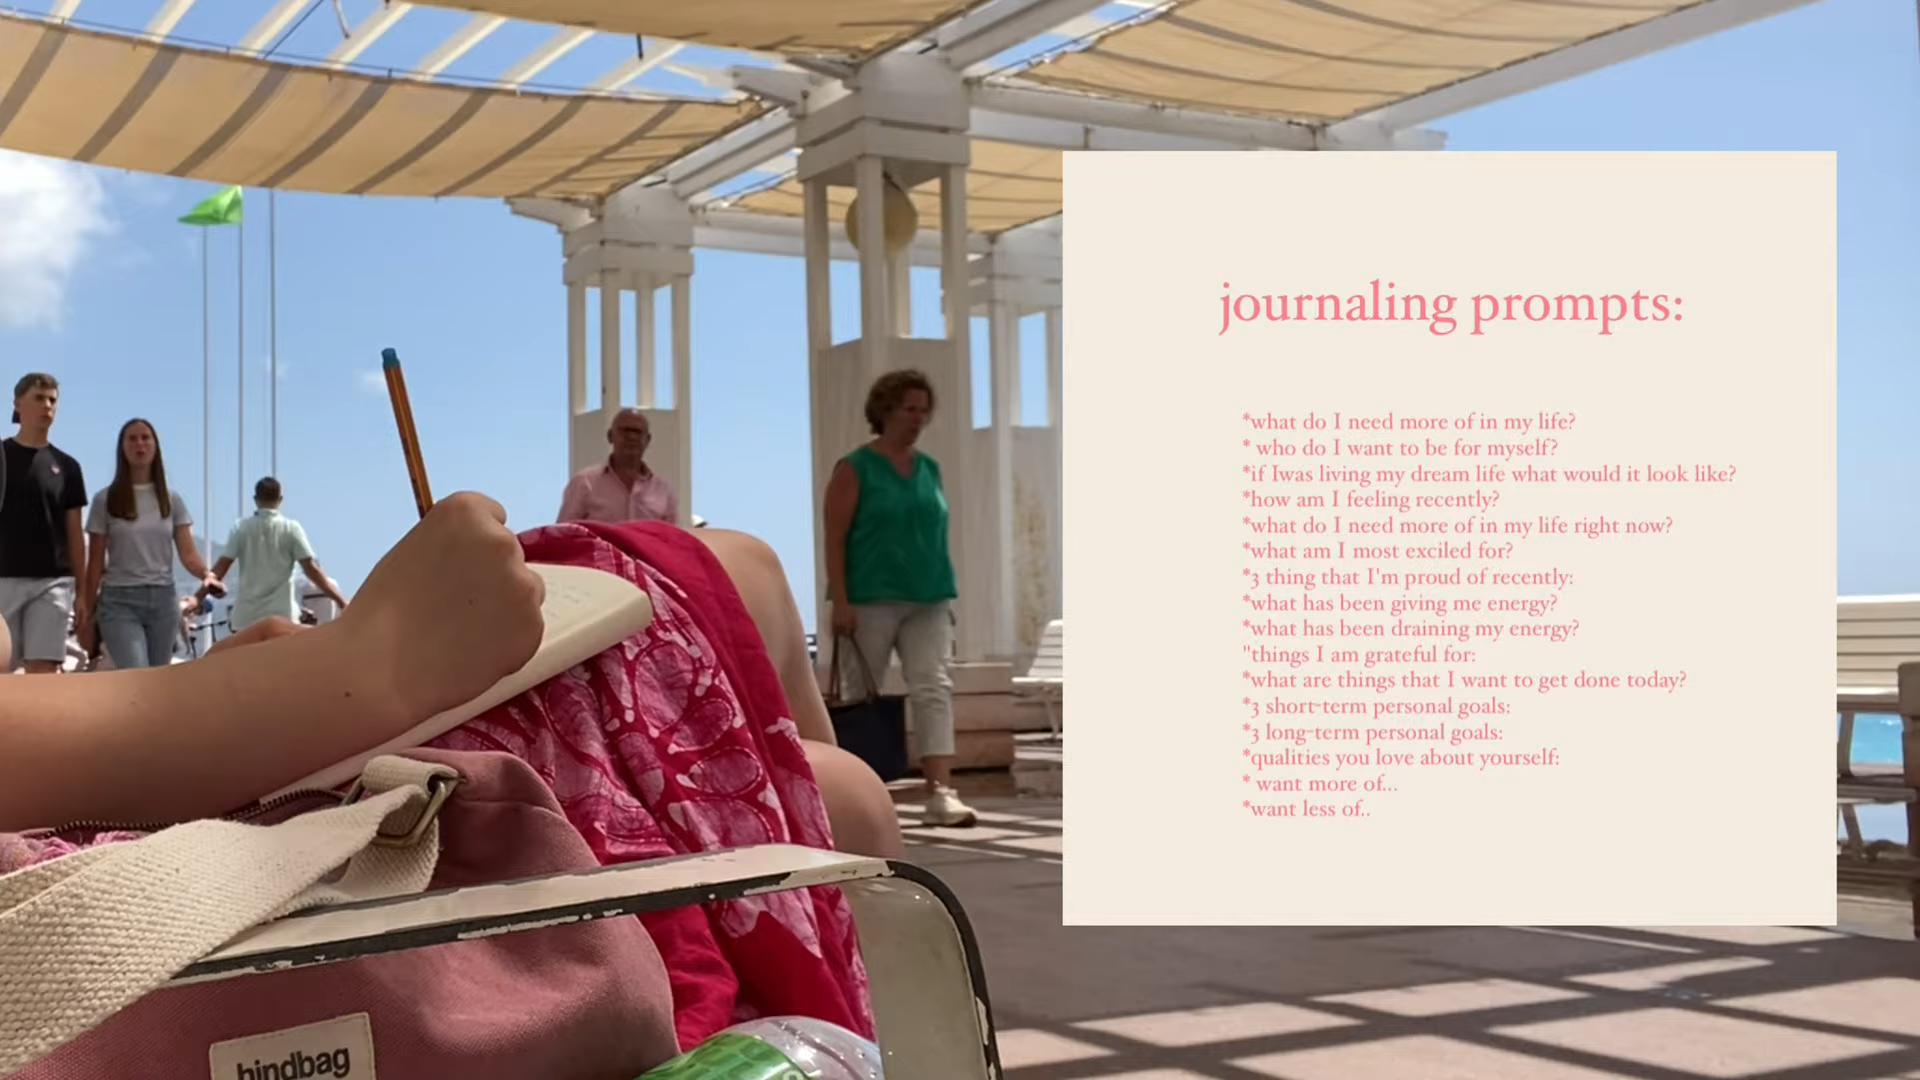 journaling prompts:
*what do I need more of in my life?
* who do I want to be for myself?
*if Iwas living my dream life what would it look like?
*how am I feeling recently?
*what do I need more of in my life right now?
*what am I most exciled for?
*3 thing that I'm proud of recently:
*what has been giving me energy?
*what has been draining my energy?
"things I am grateful for:
*what are things that I want to get done today?
*3 short-term personal goals:
*3 long-term personal goals:
*qualities you love about yourself:
* want more of...
*want less of..
hindbag